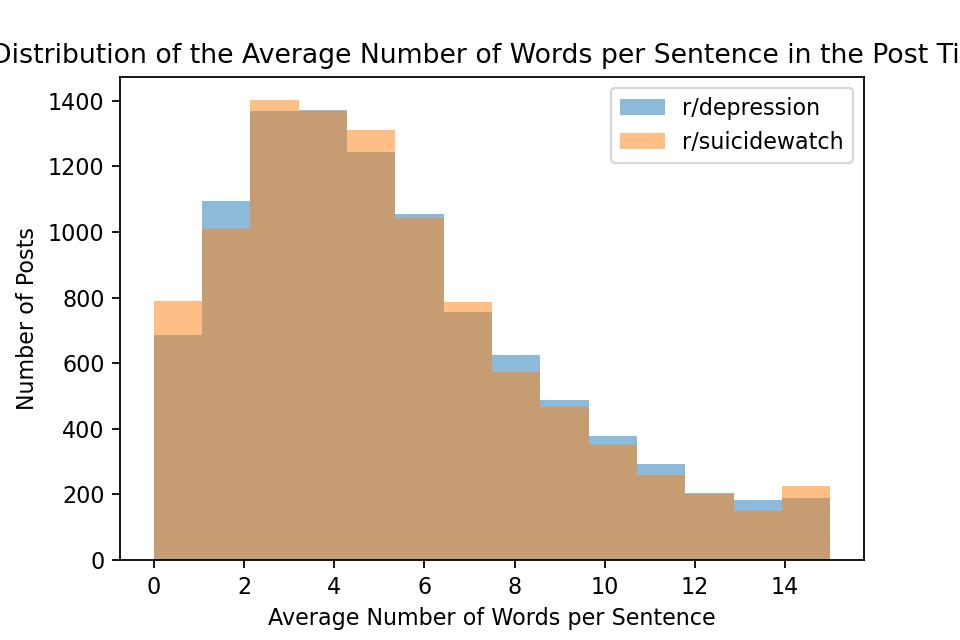 Distribution of the Average Number of Words per Sentence in the Post Ti
r/depression
r/suicidewatch
Number of Posts
1400
1200
1000
800
600
400
200
0
0 2 4 6 8 10 12 14
Average Number of Words per Sentence